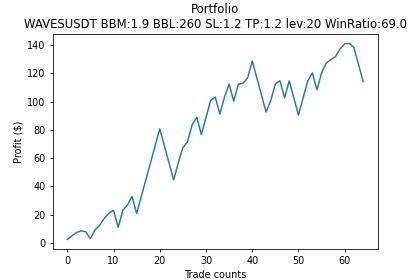 Portfolio
WAVESUSDT BBM:1.9 BBL:260 SL:1.2 TP:1.2 lev:20 WinRatio:69.0
Profit ($)
140
120
100
80
60
40
20
0
0 10 20 30 40 50 60
Trade counts